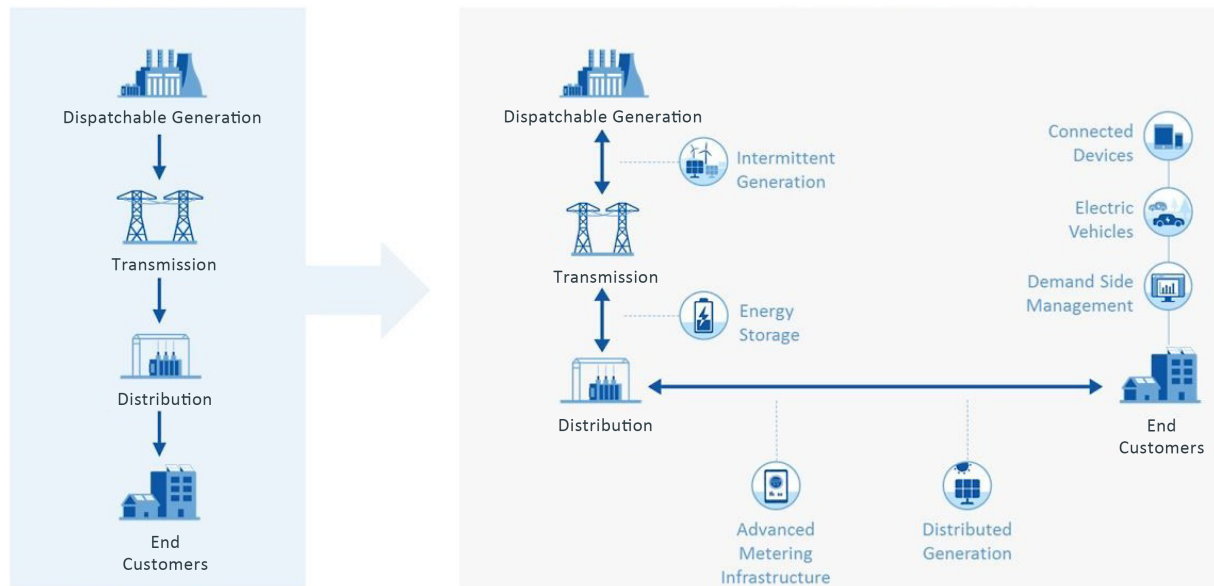 Dispatchable Generation
Transmission
Distribution
End
Customers
Dispatchable Generation
Intermittent
Generation
Transmission
Energy
Storage
Distribution
Advanced
Metering
Infrastructure
Distributed
Generation
Connected
Devices
Electric
Vehicles
Demand Side
Management
End
Customers